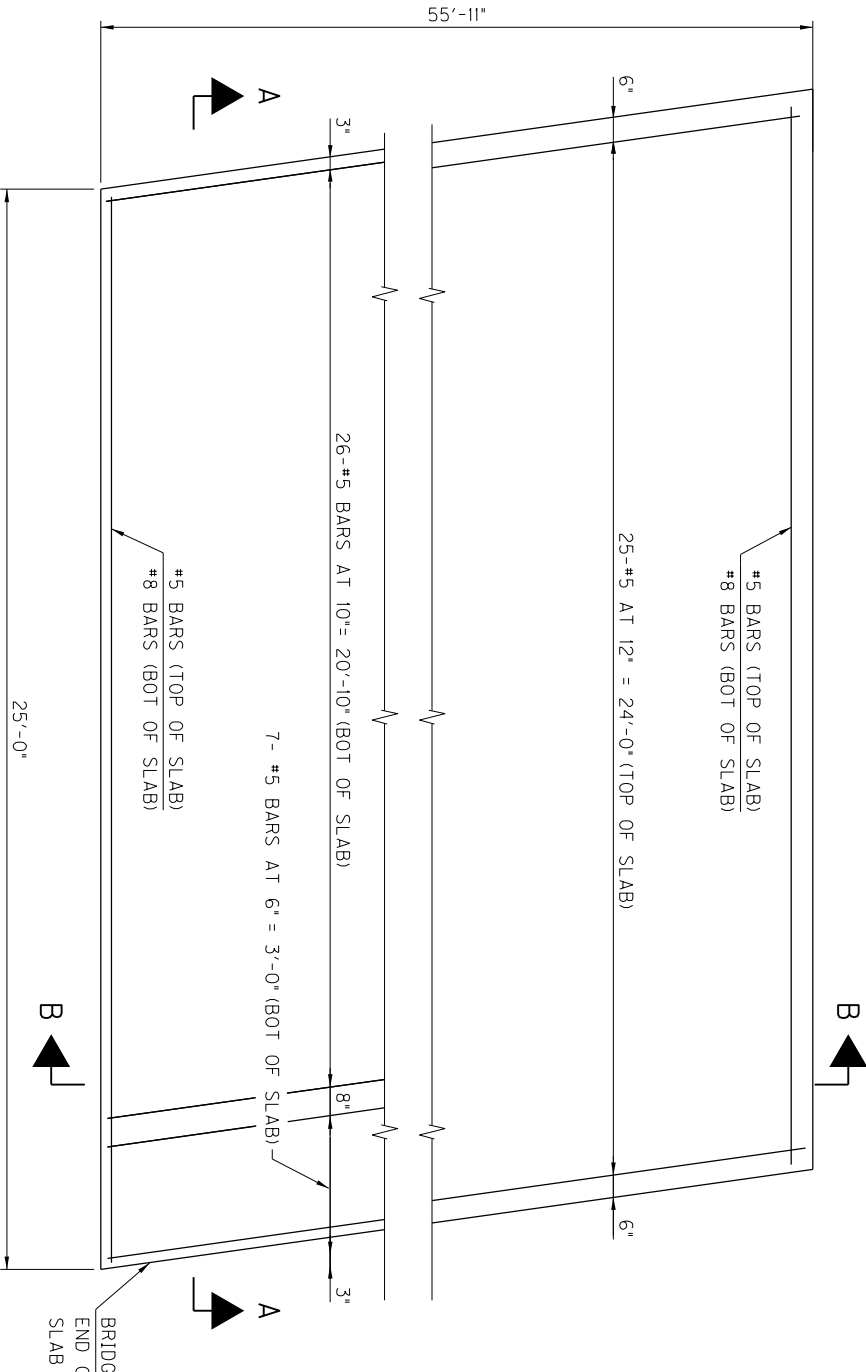 55'-11"
B
B
A
A
6"
25-#5 AT 12" = 24'-0" (TOP OF SLAB)
6"
#5 BARS (TOP OF SLAB)
#8 BARS (BOT OF SLAB)
3"
26-#5 BARS AT 10"= 20'-10" (BOT OF SLAB)
8"
3"
7- #5 BARS AT 6" = 3'-0" (BOT OF SLAB)
#5 BARS (TOP OF SLAB)
#8 BARS (BOT OF SLAB)
25'-0"
END
SLAB